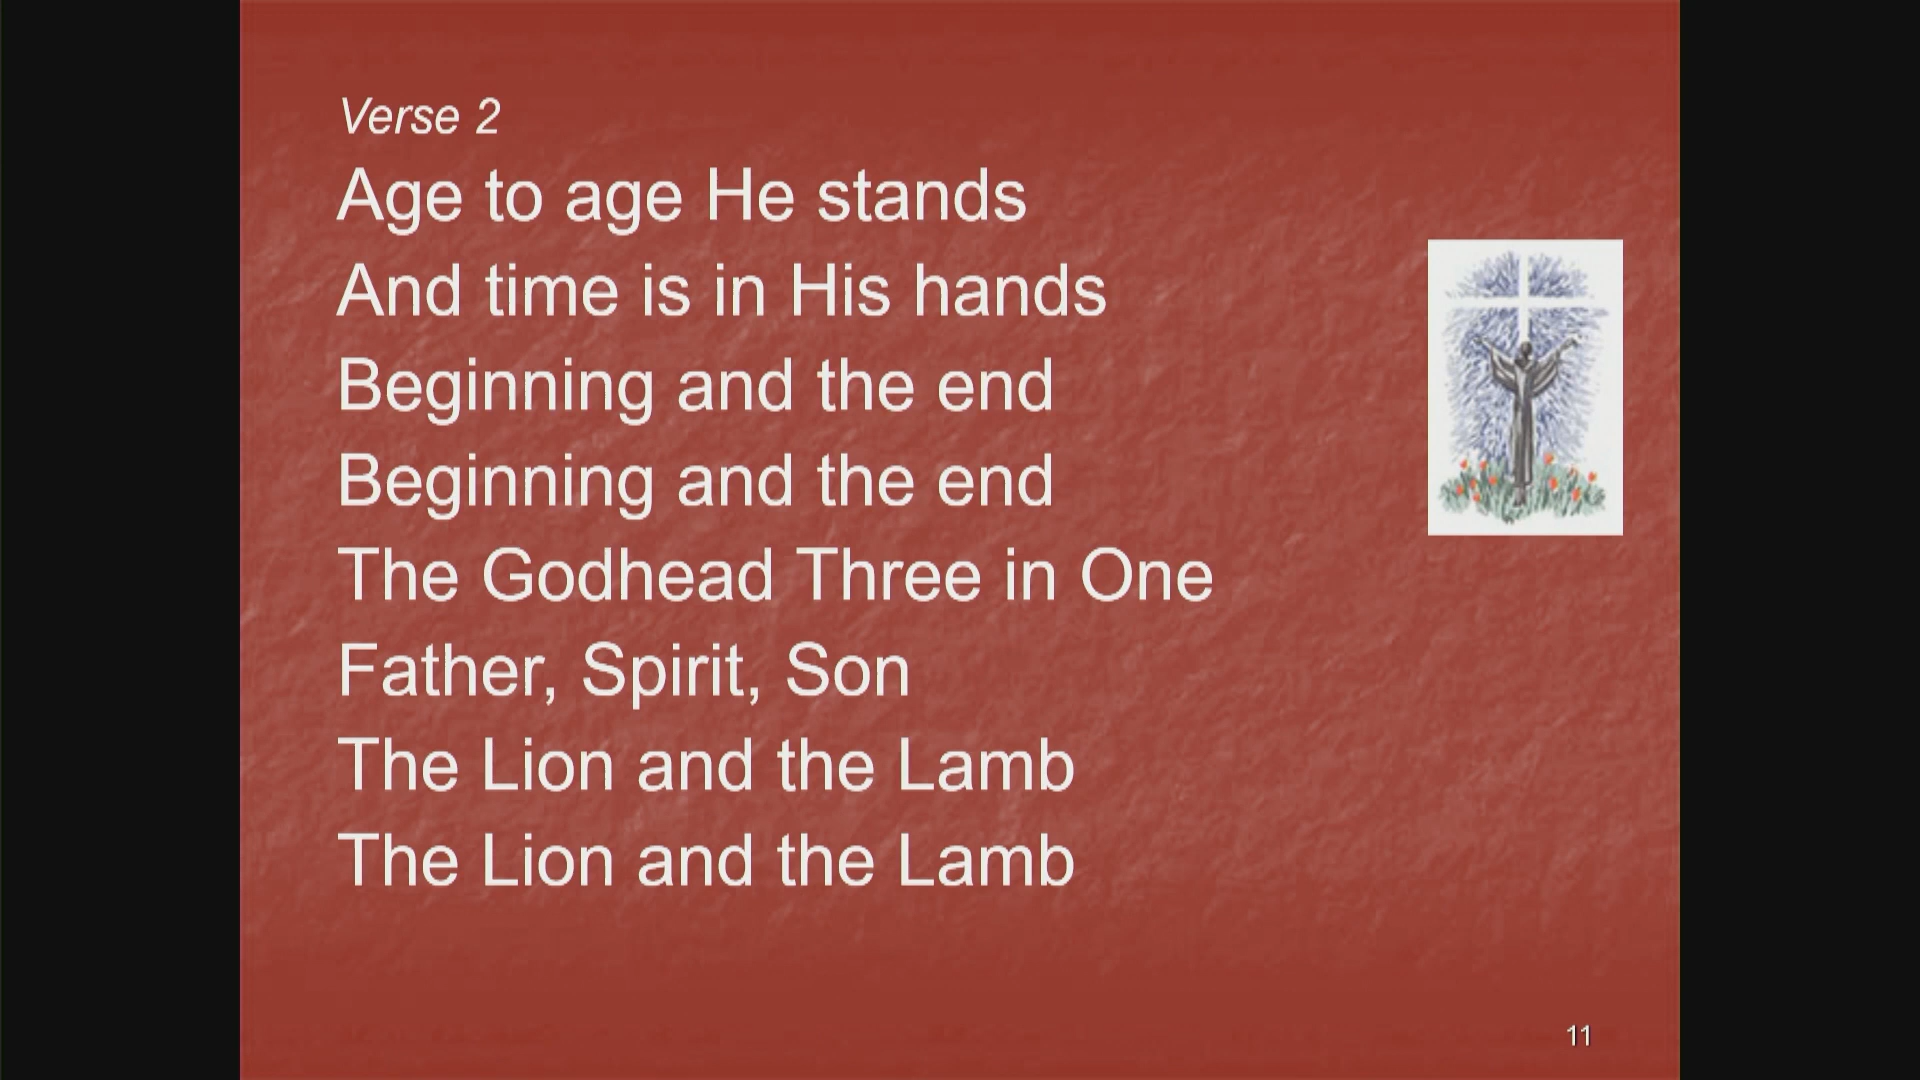 Verse 2
Age to age He stands
And time is in His hands
Beginning and the end
Beginning and the end
The Godhead Three in One
Father, Spirit, Son
The Lion and the Lamb
The Lion and the Lamb
11